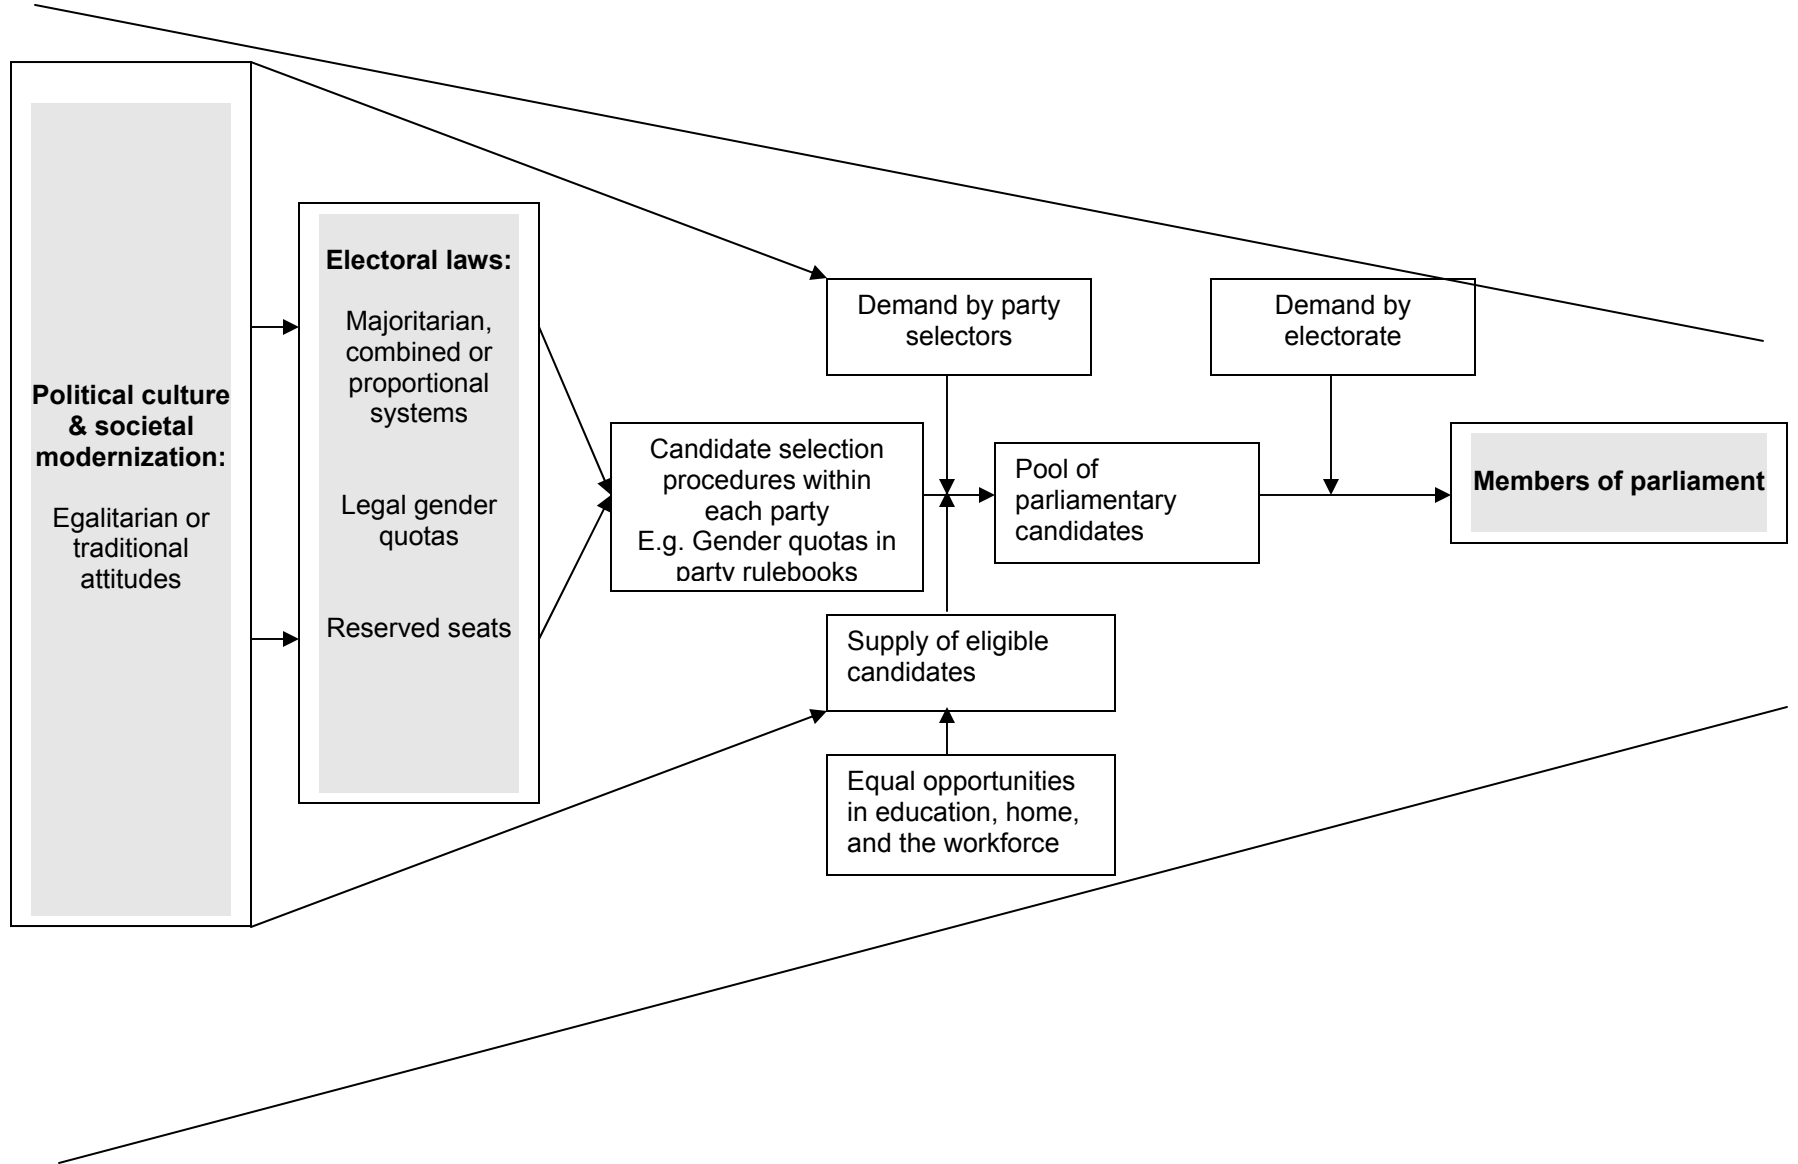 Political culture
& societal
modernization:
Egalitarian or
traditional
attitudes
Electoral laws:
Majoritarian,
combined or
proportional
systems
Legal gender
quotas
Reserved seats
Candidate selection
procedures within
each party
E.g. Gender quotas in
party rulebooks
Demand by party
selectors
Supply of eligible
candidates
Equal opportunities
in education, home,
and the workforce
Pool of
parliamentary
candidates
Demand by
electorate
Members of parliament